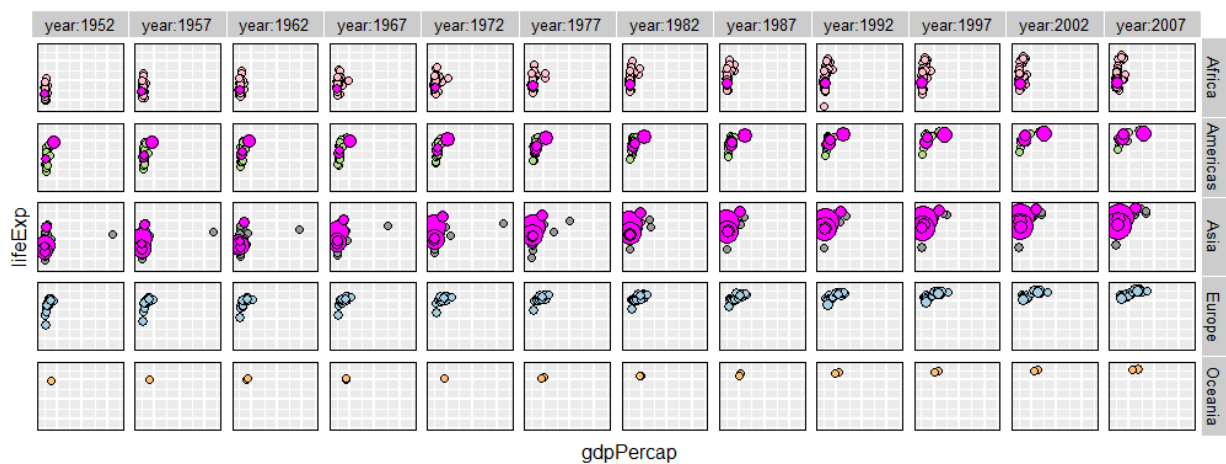 year:1952 year:1957 year:1962 year:1967 year:1972 year:1977 year:1982 year:1987 year:1992 year:1997 year:2002 year:2007
Africa
Americas
Asia
Europe
Oceania
lifeExp
gdpPercap